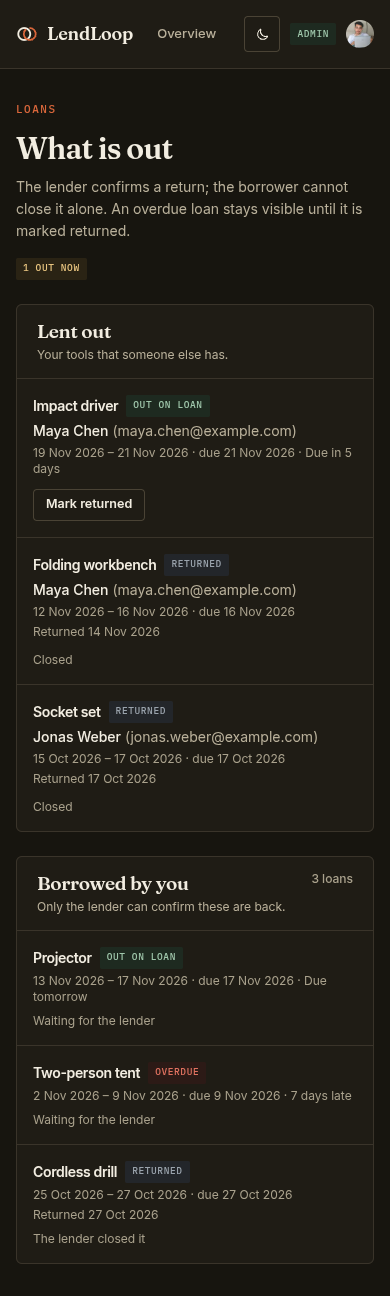 LendLoop
Overview
ADMIN
LOANS
What is out
The lender confirms a return; the borrower cannot
close it alone. An overdue loan stays visible until it is
marked returned.
1 OUT NOW
Lent out
Your tools that someone else has.
Impact driver OUT ON LOAN
Maya Chen (maya.chen@example.com)
19 Nov 2026 – 21 Nov 2026 · due 21 Nov 2026 · Due in 5
days
Mark returned
Folding workbench RETURNED
Maya Chen (maya.chen@example.com)
12 Nov 2026 – 16 Nov 2026 · due 16 Nov 2026
Returned 14 Nov 2026
Closed
Socket set RETURNED
Jonas Weber (jonas.weber@example.com)
15 Oct 2026 – 17 Oct 2026 · due 17 Oct 2026
Returned 17 Oct 2026
Closed
Borrowed by you
3 loans
Only the lender can confirm these are back.
Projector OUT ON LOAN
13 Nov 2026 – 17 Nov 2026 · due 17 Nov 2026 · Due
tomorrow
Waiting for the lender
Two-person tent OVERDUE
2 Nov 2026 – 9 Nov 2026 · due 9 Nov 2026 · 7 days late
Waiting for the lender
Cordless drill RETURNED
25 Oct 2026 – 27 Oct 2026 · due 27 Oct 2026
Returned 27 Oct 2026
The lender closed it